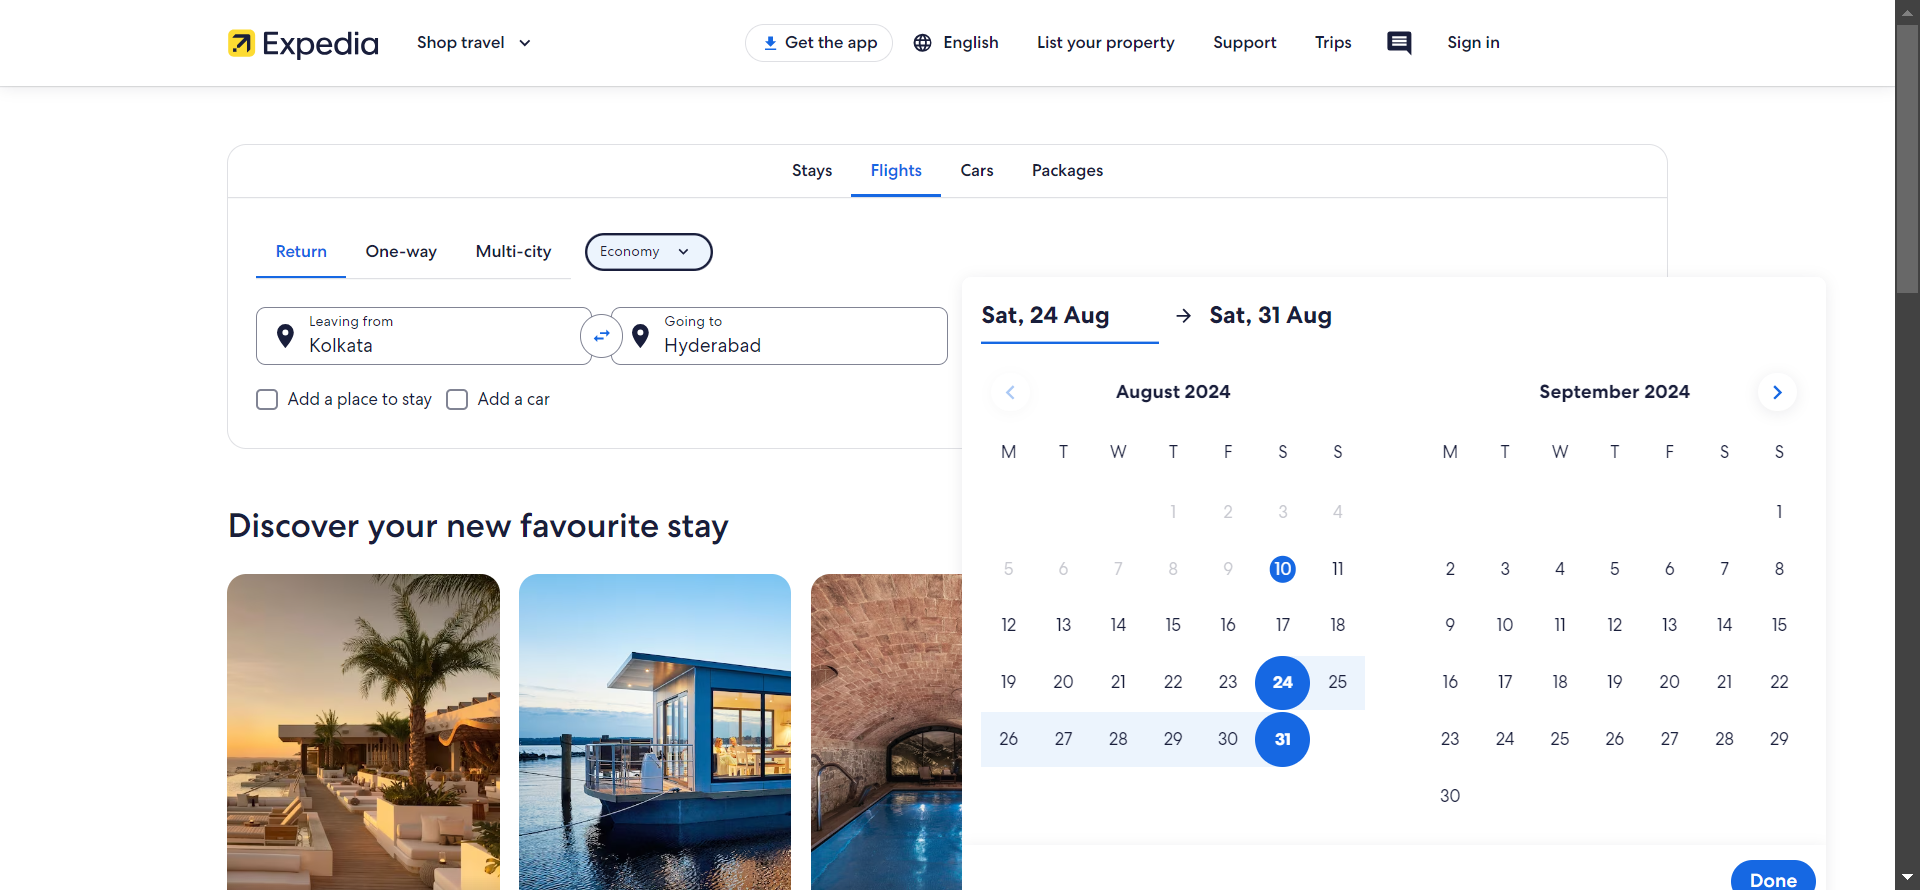 Expedia
Shop travel
Get the app
English
List your property
Support
Trips
Sign in
Stays
Flights
Cars
Packages
Return
One-way
Multi-city
Economy
Leaving from
Kolkata
Going to
Hyderabad
Add a place to stay
Add a car
Sat, 24 Aug
Sat, 31 Aug
August 2024
M T W T F S S
1 2 3 4
5 6 7 8 9 10 11
12 13 14 15 16 17 18
19 20 21 22 23 24 25
26 27 28 29 30 31
September 2024
M T W T F S S
1
2 3 4 5 6 7 8
9 10 11 12 13 14 15
16 17 18 19 20 21 22
23 24 25 26 27 28 29
30
Done
Discover your new favourite stay